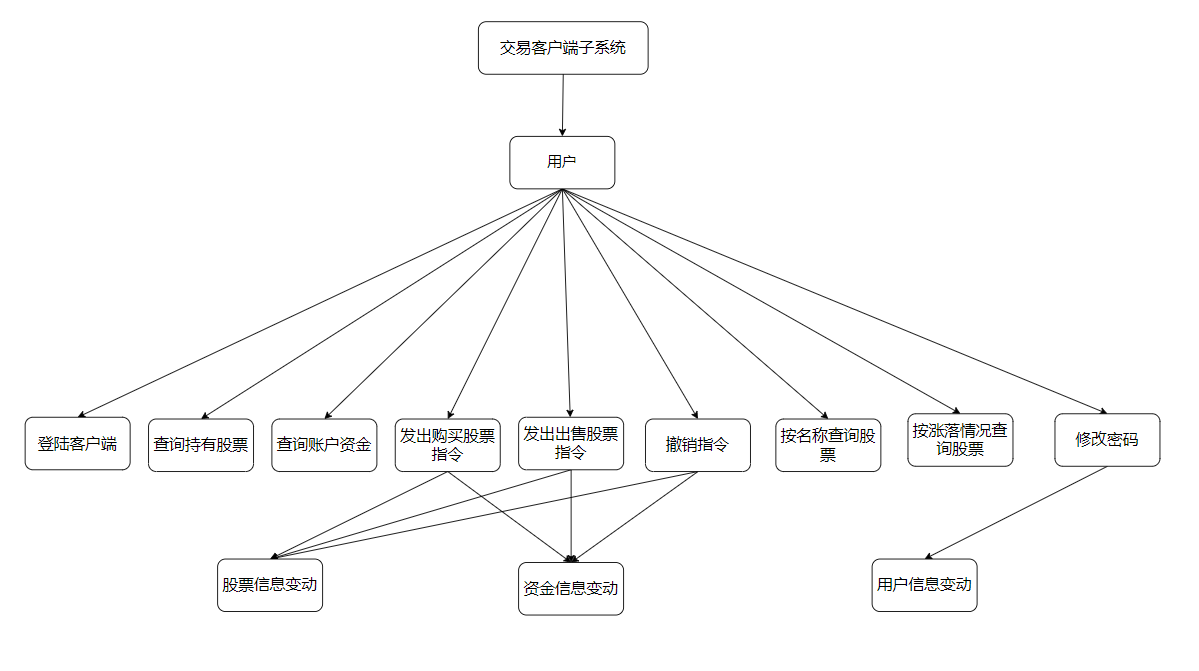 交易客户端子系统
用户
登陆客户端
查询持有股票
查询账户资金
发出购买股票
指令
发出出售股票
指令
撤销指令
按名称查询股
票
按涨落情况查
询股票
修改密码
股票信息变动
资金信息变动
用户信息变动